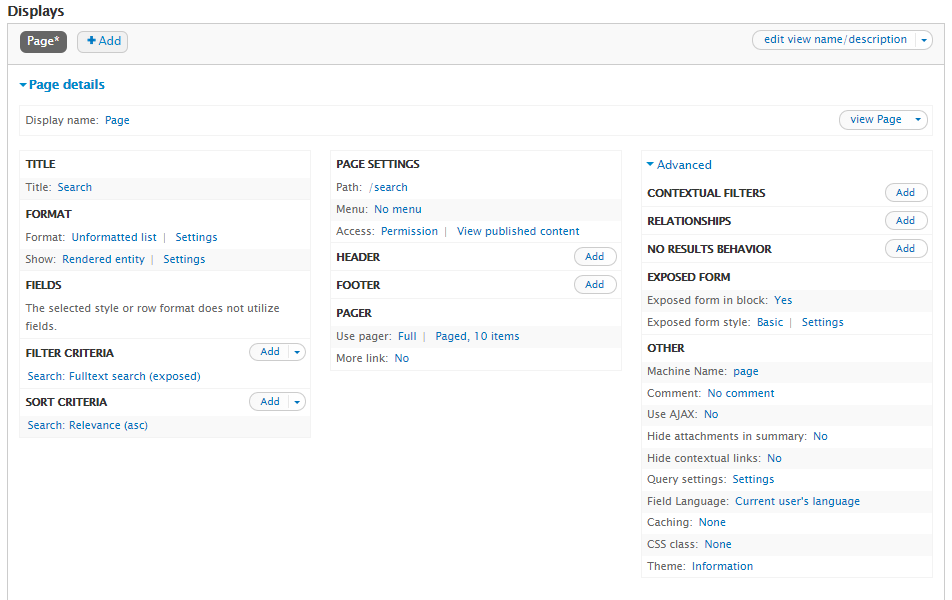 Displays
Page*
Add
edit view name/description
Page details
Display name: Page
view Page
TITLE
Title: Search
FORMAT
Format: Unformatted list | Settings
Show: Rendered entity | Settings
FIELDS
The selected style or row format does not utilize
fields.
FILTER CRITERIA
Add
Search: Fulltext search (exposed)
SORT CRITERIA
Add
Search: Relevance (asc)
PAGE SETTINGS
Path: /search
Menu: No menu
Access: Permission | View published content
HEADER
Add
FOOTER
Add
PAGER
Use pager: Full | Paged, 10 items
More link: No
Advanced
CONTEXTUAL FILTERS
Add
RELATIONSHIPS
Add
NO RESULTS BEHAVIOR
Add
EXPOSED FORM
Exposed form in block: Yes
Exposed form style: Basic | Settings
OTHER
Machine Name: page
Comment: No comment
Use AJAX: No
Hide attachments in summary: No
Hide contextual links: No
Query settings: Settings
Field Language: Current user's language
Caching: None
CSS class: None
Theme: Information